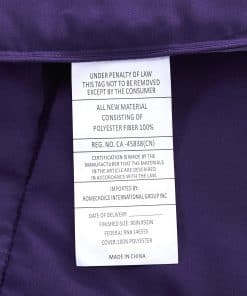 UNDER PENALTY OF LAW
THIS TAG NOT TO BE REMOVED
EXCEPT BY THE CONSUMER
ALL NEW MATERIAL
CONSISTING OF
POLYESTER FIBER 100%
REG. NO. CA -45838(CN)
CERTIFICATION IS MADE BY THE
MANUFACTURER THAT THE MATERIALS
IN THE ARTICLE ARE DESCRIBED
IN ACCORDANCE WITH LAW.
IMPORTED BY:
HOMECHOICE INTERNATIONAL GROUP INC
DATE OF DELIVERY:
FINISHED SIZE: 90INX90IN
FEDERAL RN#
COVER:100% POLYESTER
MADE IN CHINA